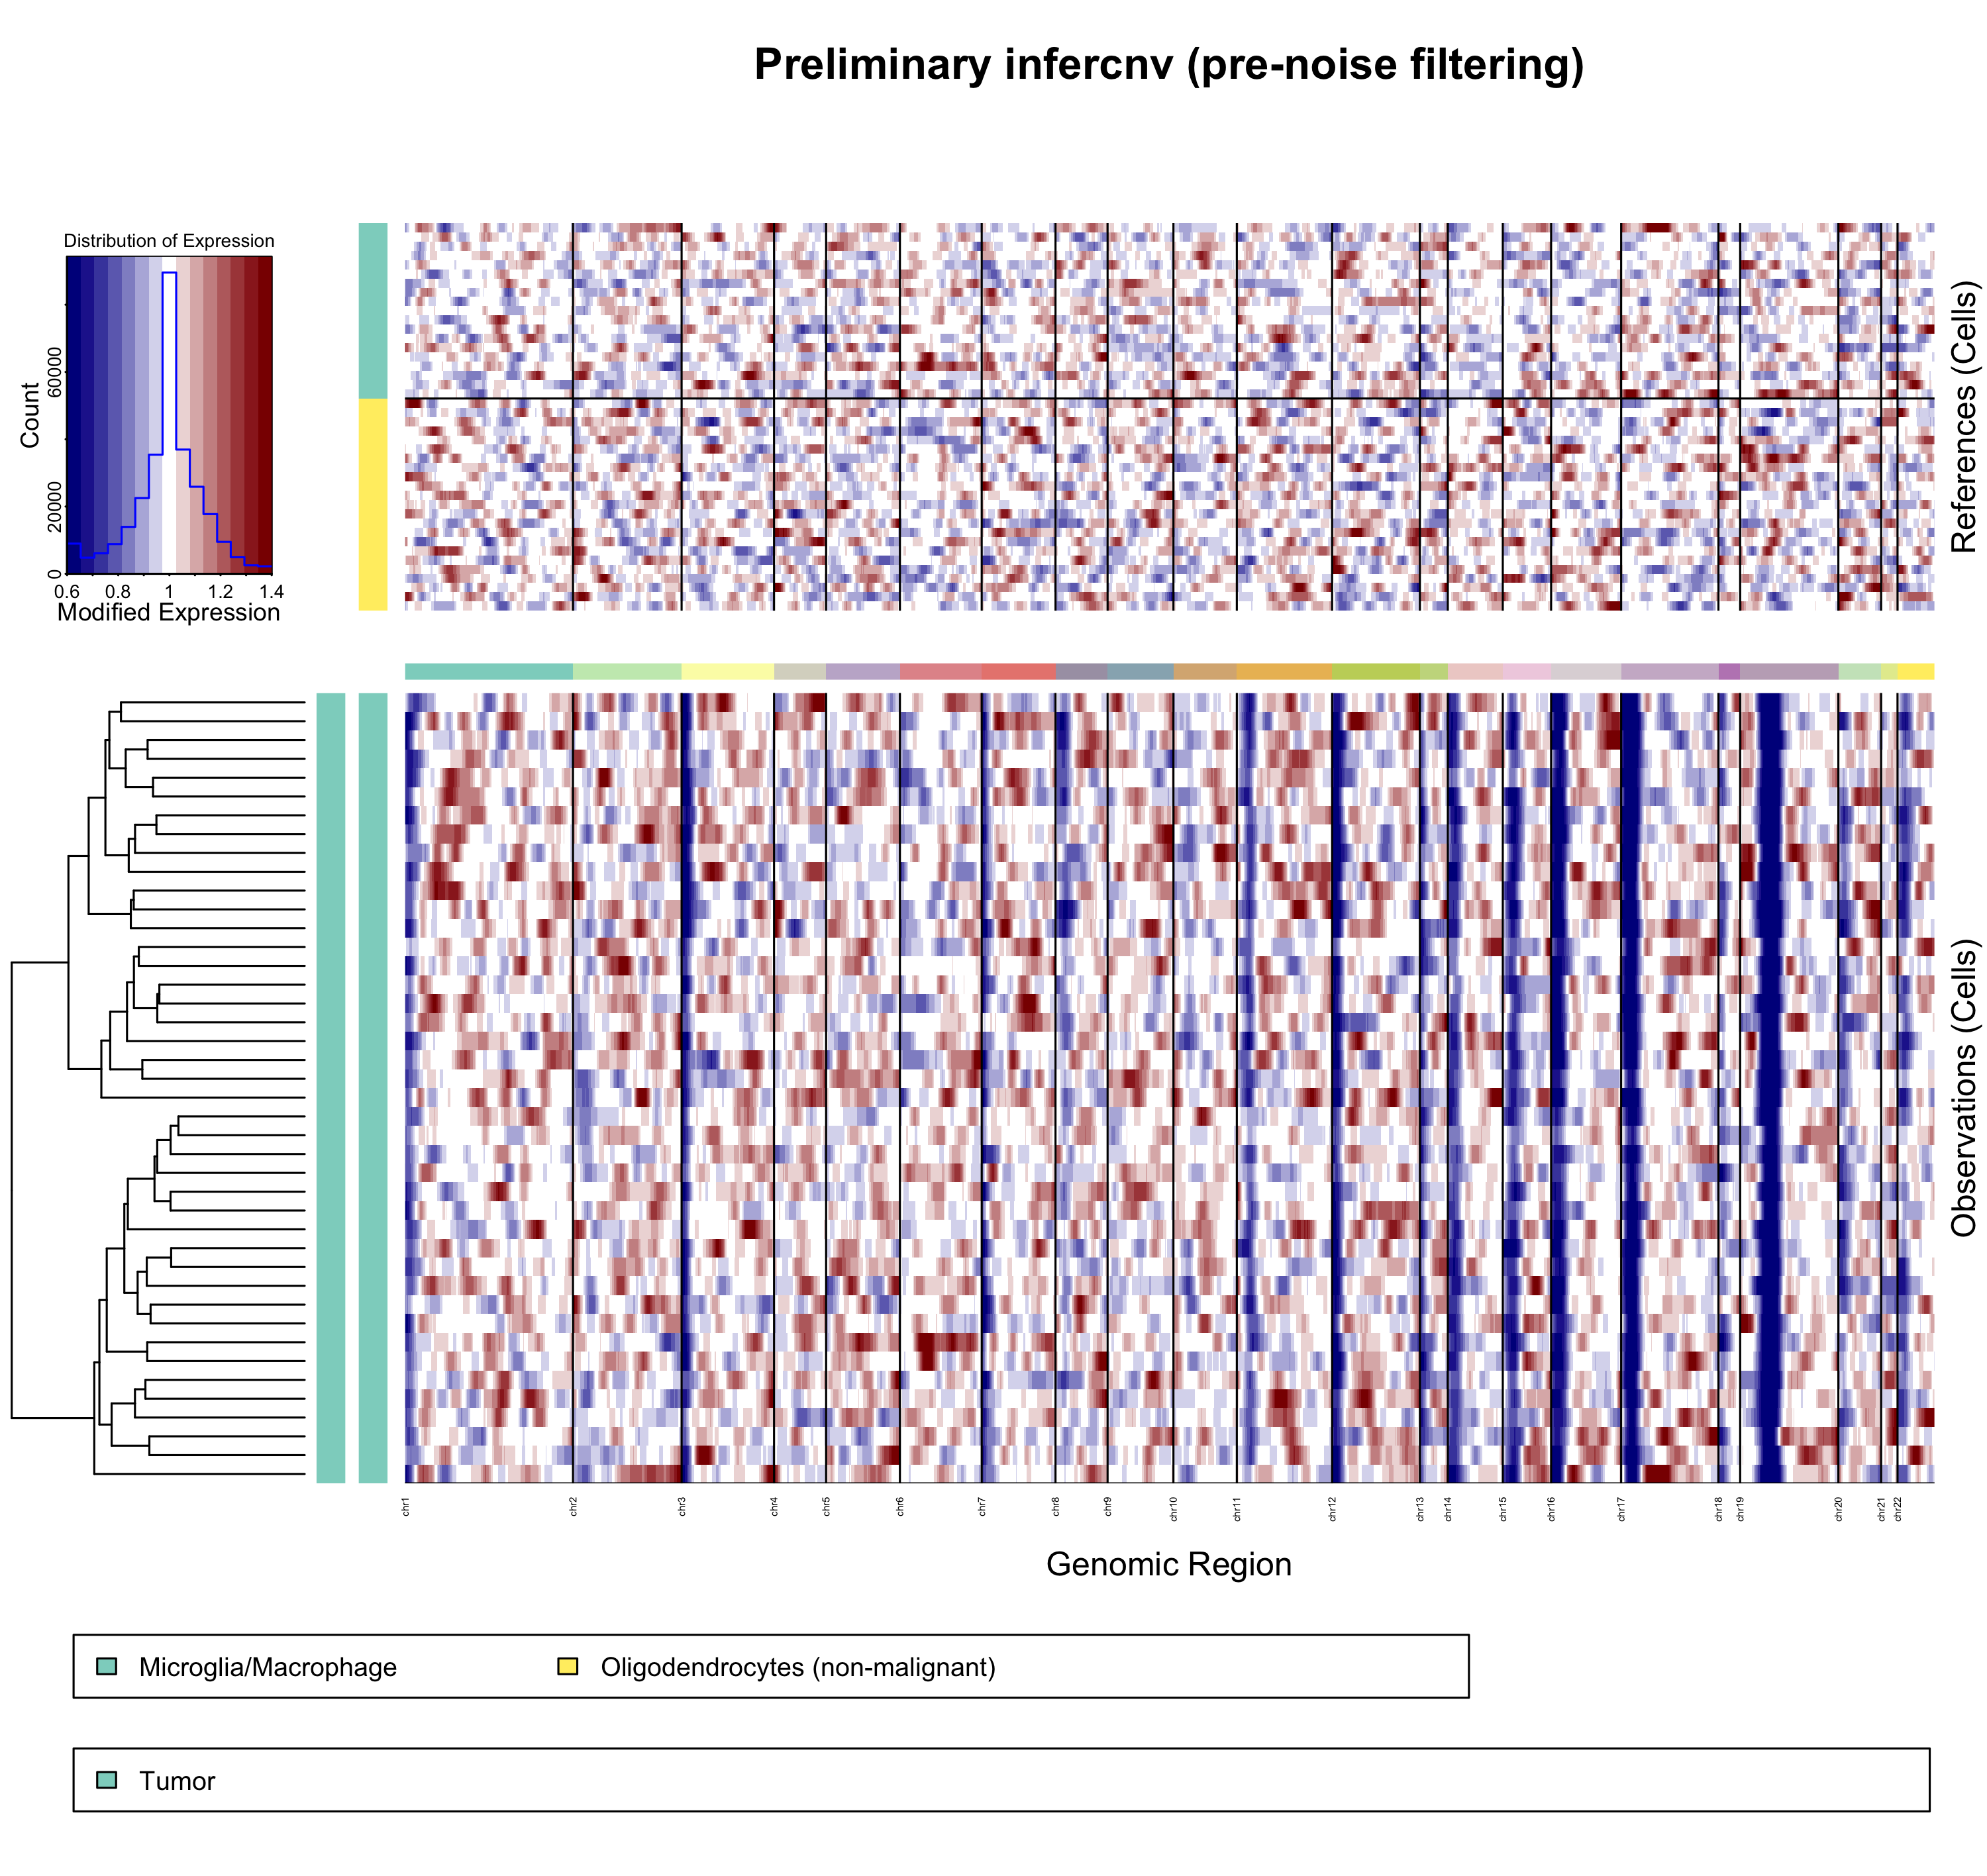 Preliminary infercnv (pre-noise filtering)
Distribution of Expression
Count
0 20000 60000
0.6 0.8 1 1.2 1.4
Modified Expression
References (Cells)
Observations (Cells)
chr1 chr2 chr3 chr4 chr5 chr6 chr7 chr8 chr9 chr10 chr11 chr12 chr13 chr14 chr15 chr16 chr17 chr18 chr19 chr20 chr21 chr22
Genomic Region
Microglia/Macrophage Oligodendrocytes (non-malignant)
Tumor